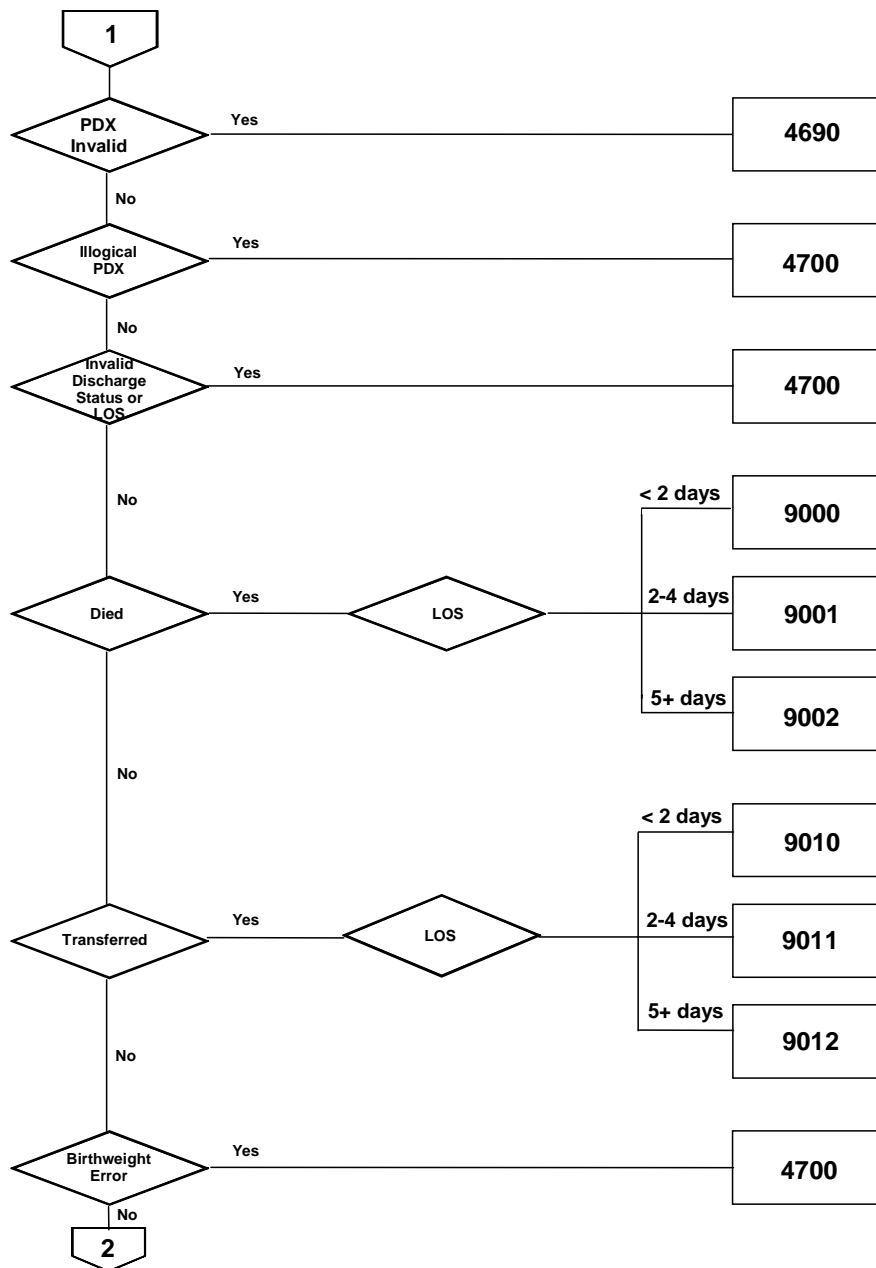 1
PDX
Invalid
Yes
4690
No
Illogical
PDX
Yes
4700
No
Invalid
Discharge
Status or
LOS
Yes
4700
No
< 2 days
9000
Died
Yes
LOS
2-4 days
9001
5+ days
9002
No
< 2 days
9010
Transferred
Yes
LOS
2-4 days
9011
5+ days
9012
No
Birthweight
Error
Yes
4700
No
2